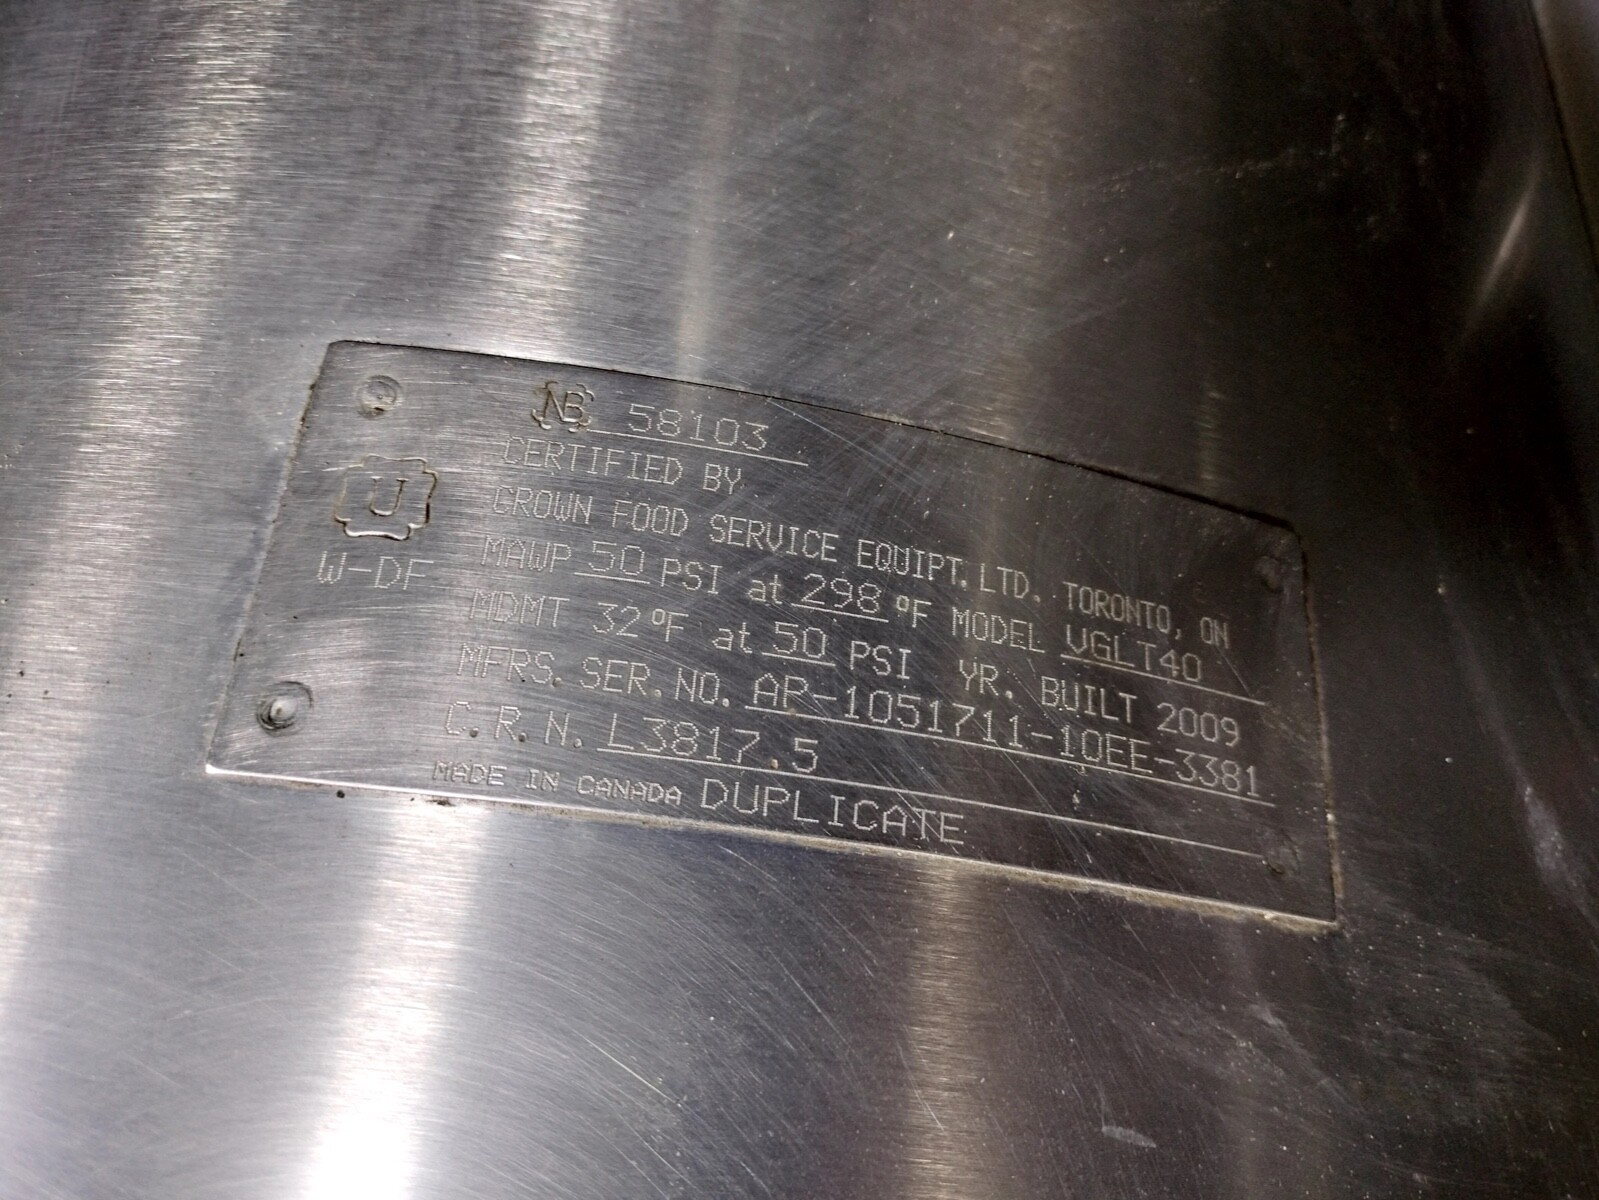 NB 58103
CERTIFIED BY
U
CROWN FOOD SERVICE EQUIPT. LTD. TORONTO, ON
W-DF
MAWP 50 PSI at 298 °F MODEL VGLT40
MDMT 32°F at 50 PSI YR. BUILT 2009
MFRS. SER. NO. AP-1051711-10EE-3381
C.R.N. L3817.5
MADE IN CANADA DUPLICATE